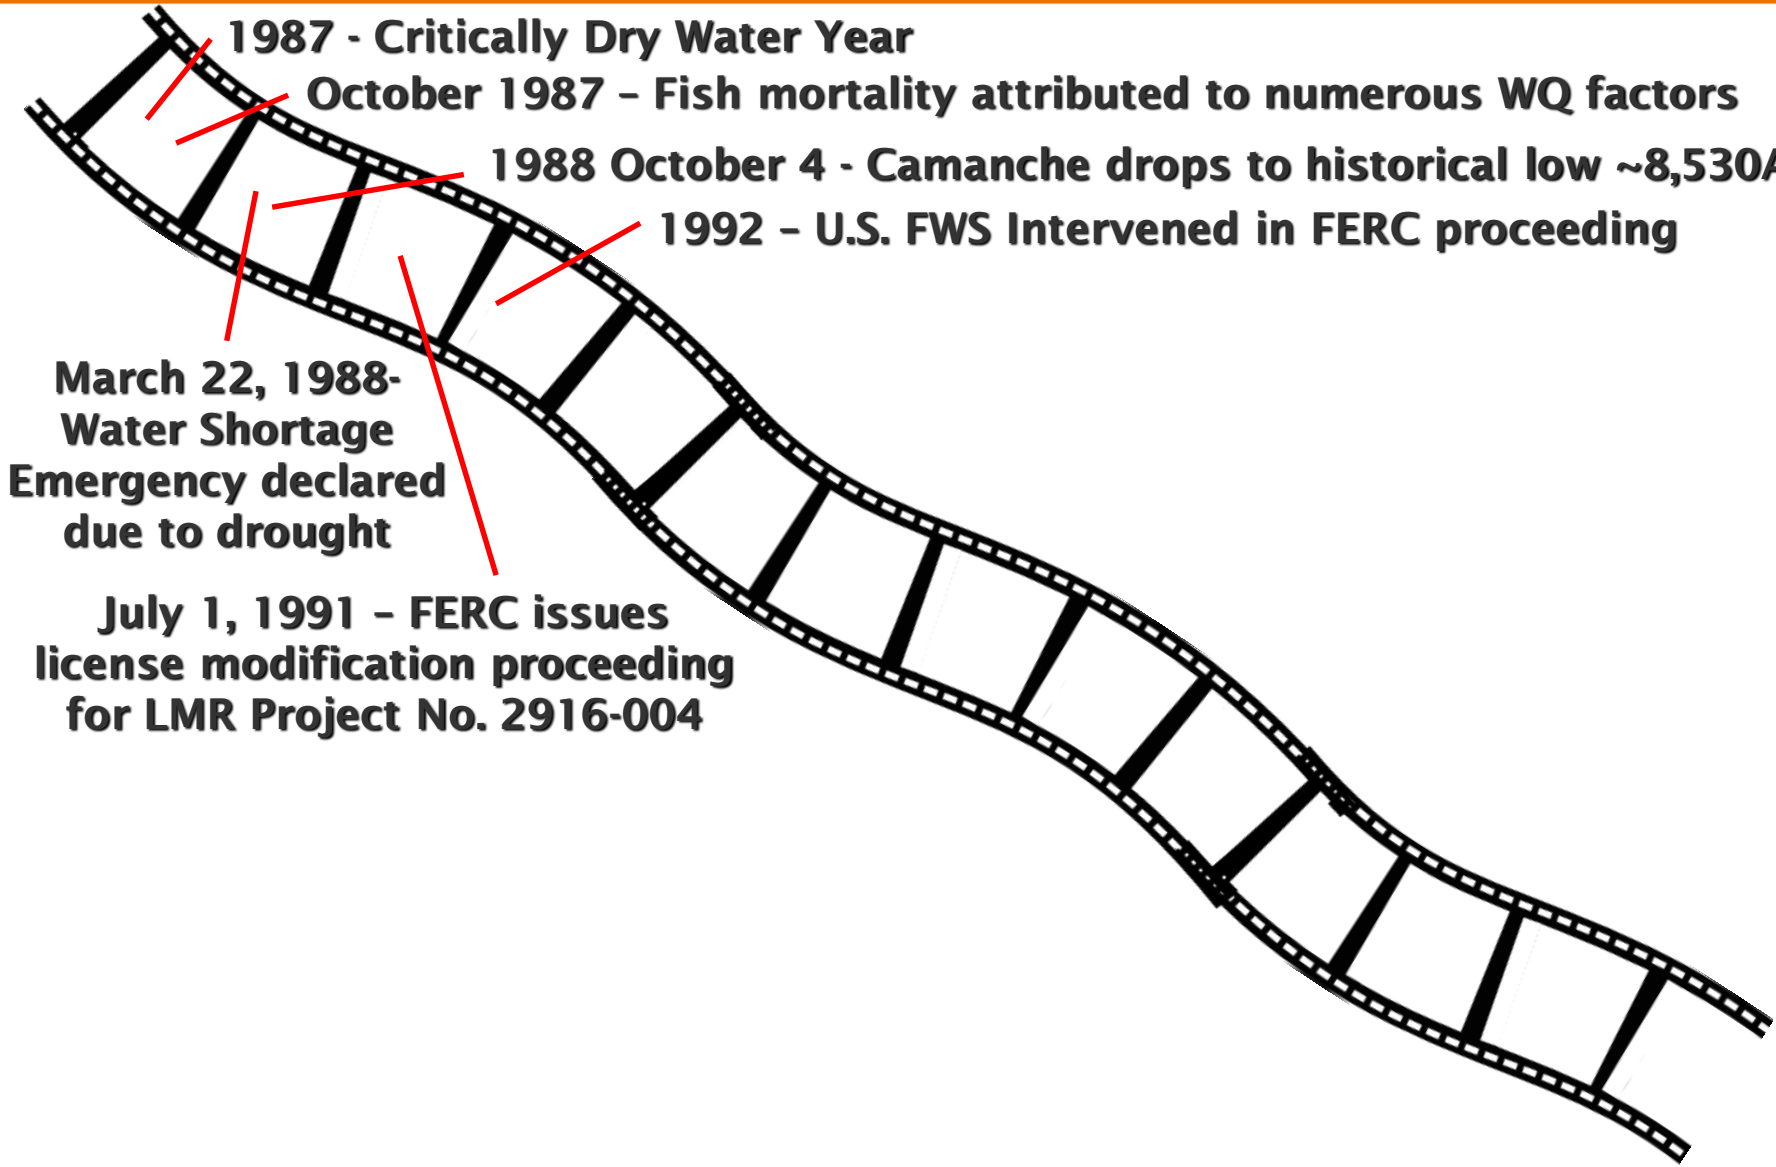 1987 - Critically Dry Water Year
October 1987 – Fish mortality attributed to numerous WQ factors
1988 October 4 - Camanche drops to historical low ~8,530A
1992 – U.S. FWS Intervened in FERC proceeding
March 22, 1988-
Water Shortage
Emergency declared
due to drought
July 1, 1991 – FERC issues
license modification proceeding
for LMR Project No. 2916-004